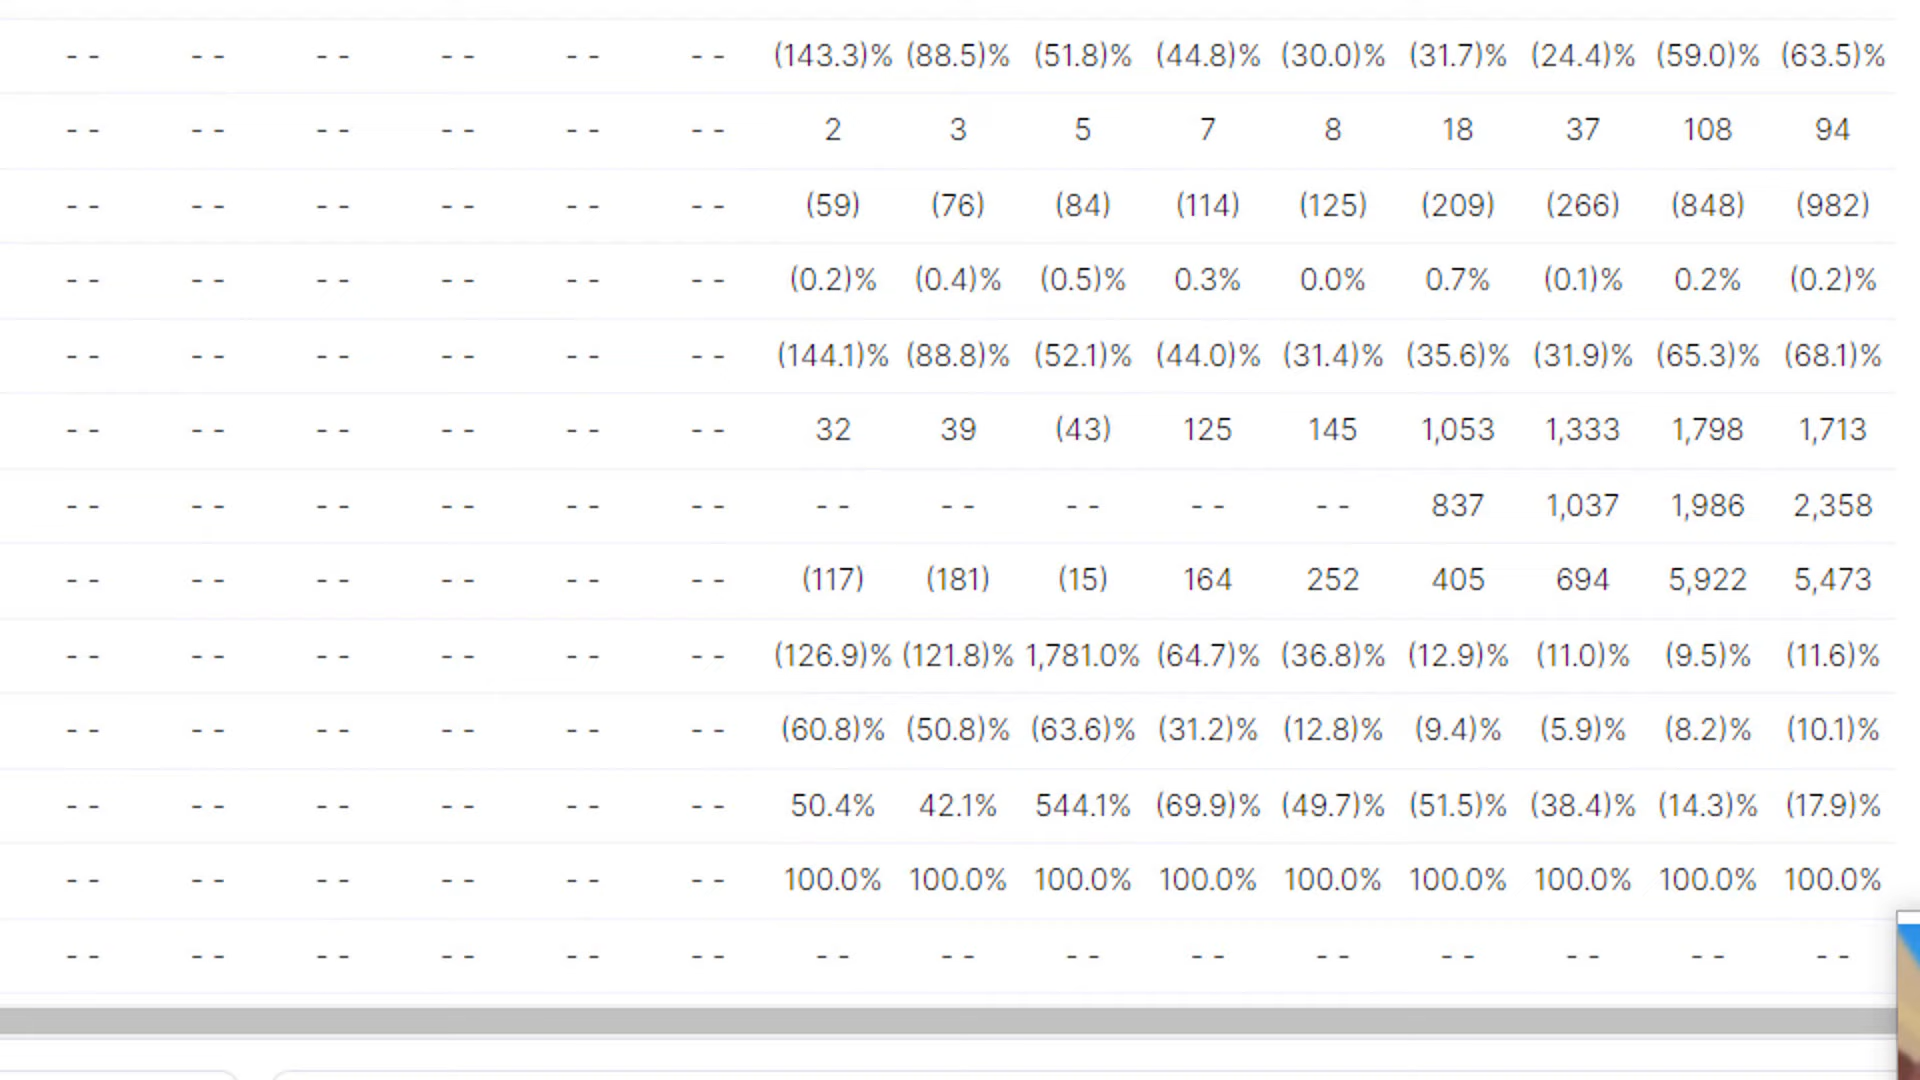 -- -- -- -- -- -- (143.3)% (88.5)% (51.8)% (44.8)% (30.0)% (31.7)% (24.4)% (59.0)% (63.5)%
-- -- -- -- -- -- 2 3 5 7 8 18 37 108 94
-- -- -- -- -- -- (59) (76) (84) (114) (125) (209) (266) (848) (982)
-- -- -- -- -- -- (0.2)% (0.4)% (0.5)% 0.3% 0.0% 0.7% (0.1)% 0.2% (0.2)%
-- -- -- -- -- -- (144.1)% (88.8)% (52.1)% (44.0)% (31.4)% (35.6)% (31.9)% (65.3)% (68.1)%
-- -- -- -- -- -- 32 39 (43) 125 145 1,053 1,333 1,798 1,713
-- -- -- -- -- -- -- -- -- -- -- 837 1,037 1,986 2,358
-- -- -- -- -- -- (117) (181) (15) 164 252 405 694 5,922 5,473
-- -- -- -- -- -- (126.9)% (121.8)% 1,781.0% (64.7)% (36.8)% (12.9)% (11.0)% (9.5)% (11.6)%
-- -- -- -- -- -- (60.8)% (50.8)% (63.6)% (31.2)% (12.8)% (9.4)% (5.9)% (8.2)% (10.1)%
-- -- -- -- -- -- 50.4% 42.1% 544.1% (69.9)% (49.7)% (51.5)% (38.4)% (14.3)% (17.9)%
-- -- -- -- -- -- 100.0% 100.0% 100.0% 100.0% 100.0% 100.0% 100.0% 100.0% 100.0%
-- -- -- -- -- -- -- -- -- -- -- -- -- -- --